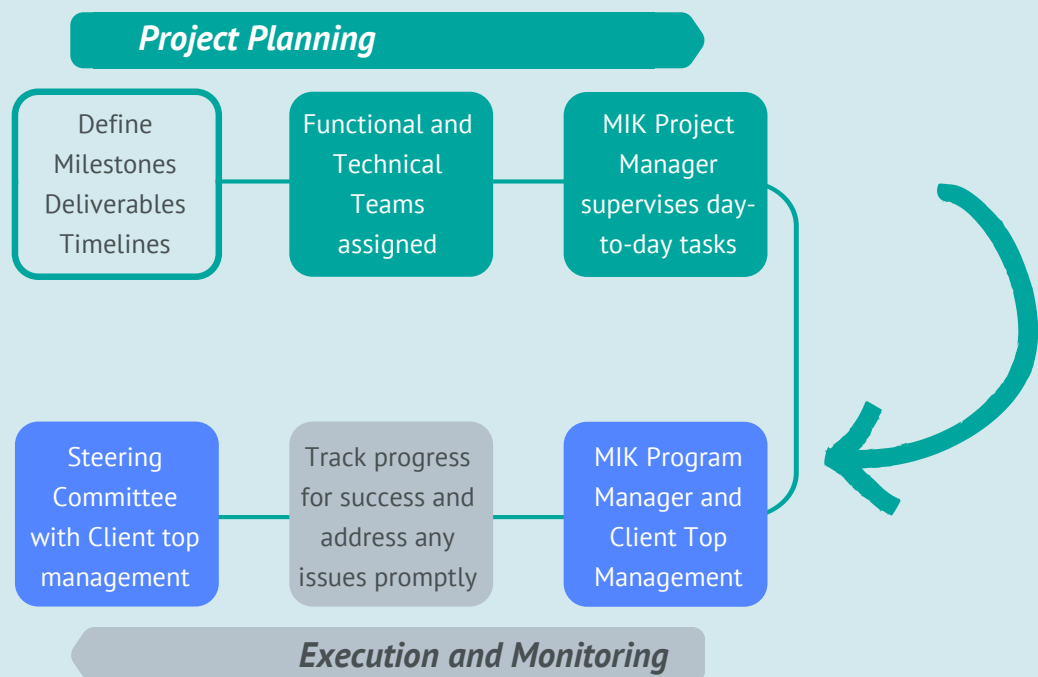 Project Planning
Define
Milestones
Deliverables
Timelines
Functional and
Technical
Teams
assigned
MIK Project
Manager
supervises day-
to-day tasks
Steering
Committee
with Client top
management
Track progress
for success and
address any
issues promptly
MIK Program
Manager and
Client Top
Management
Execution and Monitoring